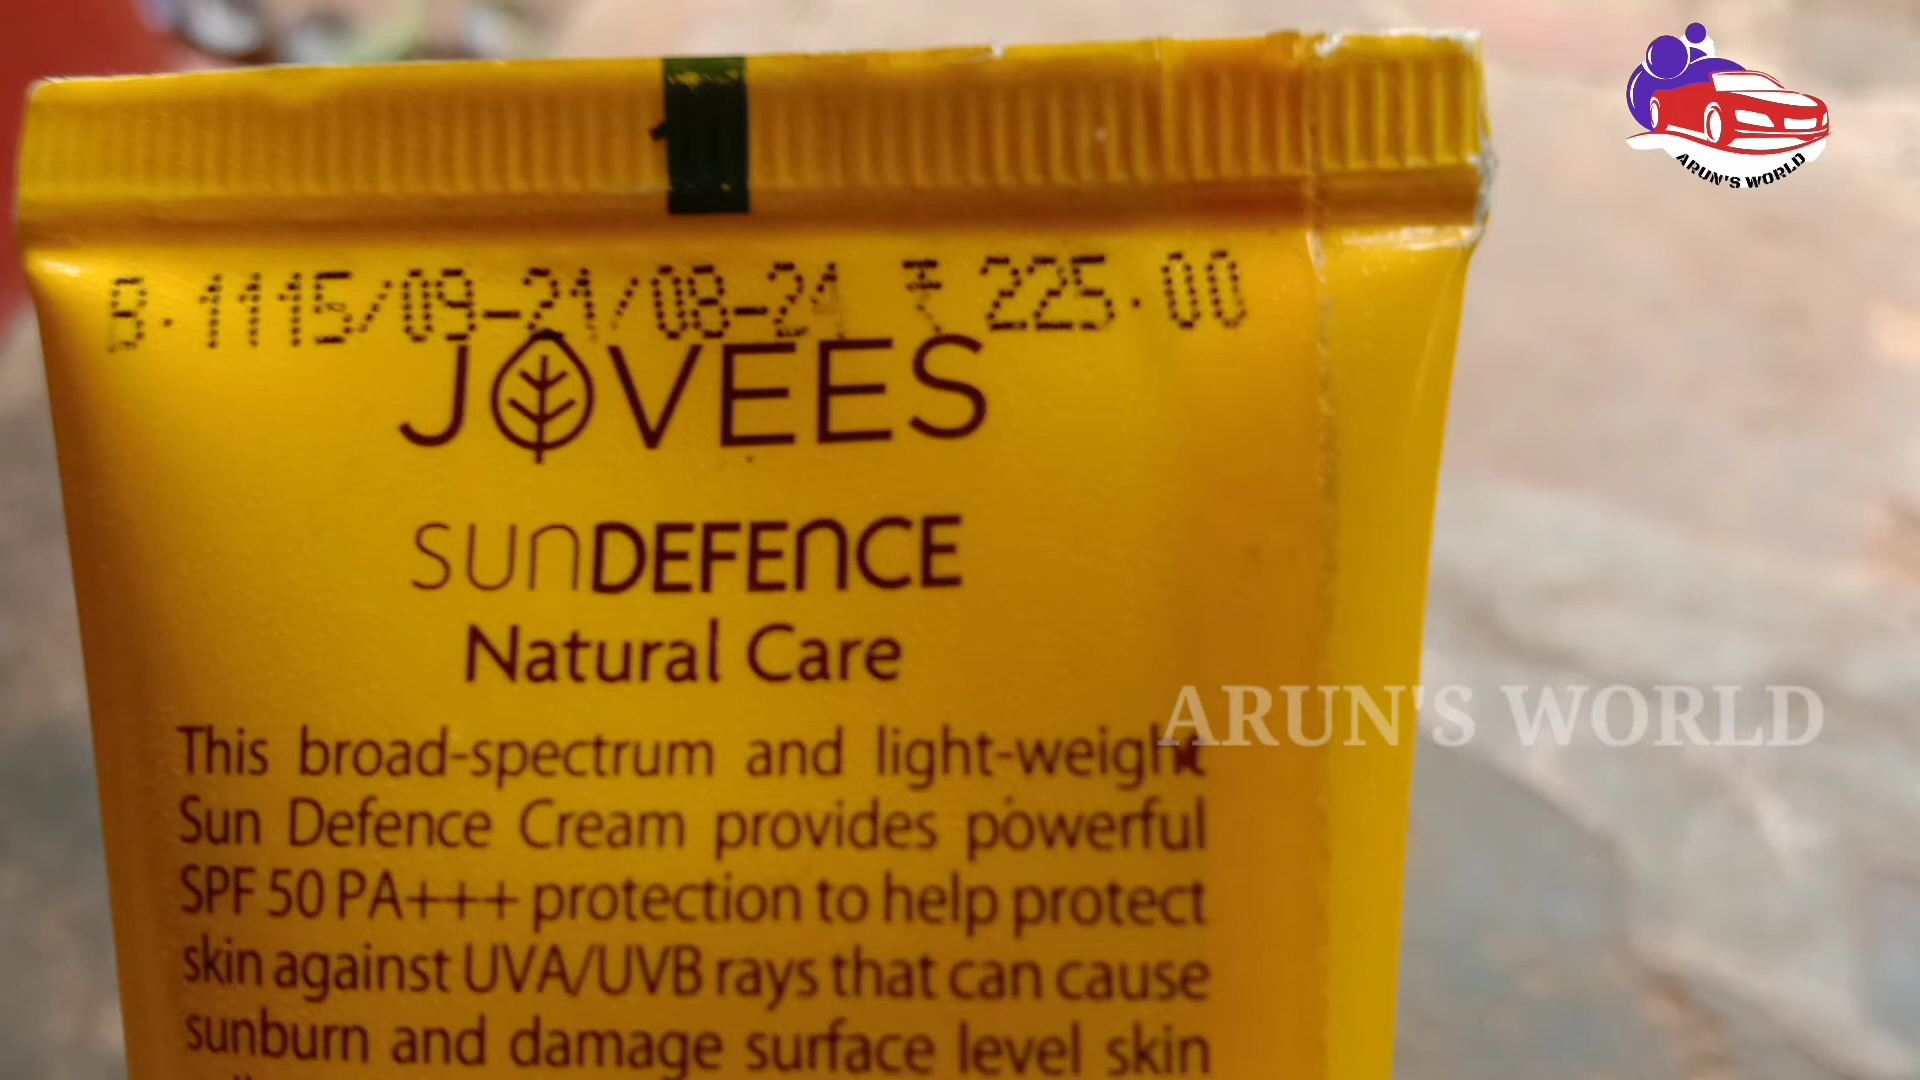 ARUN'S WORLD
B.1115/09-21/08-24 ₹ 225.00
JOVEES
SUNDEFENCE
Natural Care
ARUN'S WORLD
This broad-spectrum and light-weight
Sun Defence Cream provides powerful
SPF 50 PA+++ protection to help protect
skin against UVA/UVB rays that can cause
sunburn and damage surface level skin